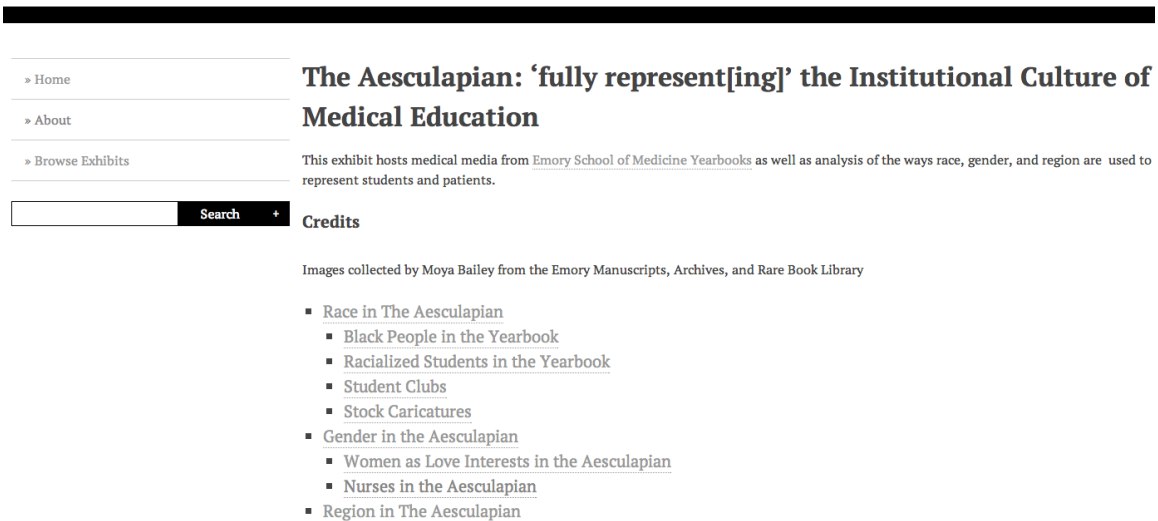 » Home
» About
» Browse Exhibits
Search +
The Aesculapian: ‘fully represent[ing]’ the Institutional Culture of
Medical Education
This exhibit hosts medical media from Emory School of Medicine Yearbooks as well as analysis of the ways race, gender, and region are used to
represent students and patients.
Credits
Images collected by Moya Bailey from the Emory Manuscripts, Archives, and Rare Book Library
▪ Race in The Aesculapian
▪ Black People in the Yearbook
▪ Racialized Students in the Yearbook
▪ Student Clubs
▪ Stock Caricatures
▪ Gender in the Aesculapian
▪ Women as Love Interests in the Aesculapian
▪ Nurses in the Aesculapian
▪ Region in The Aesculapian